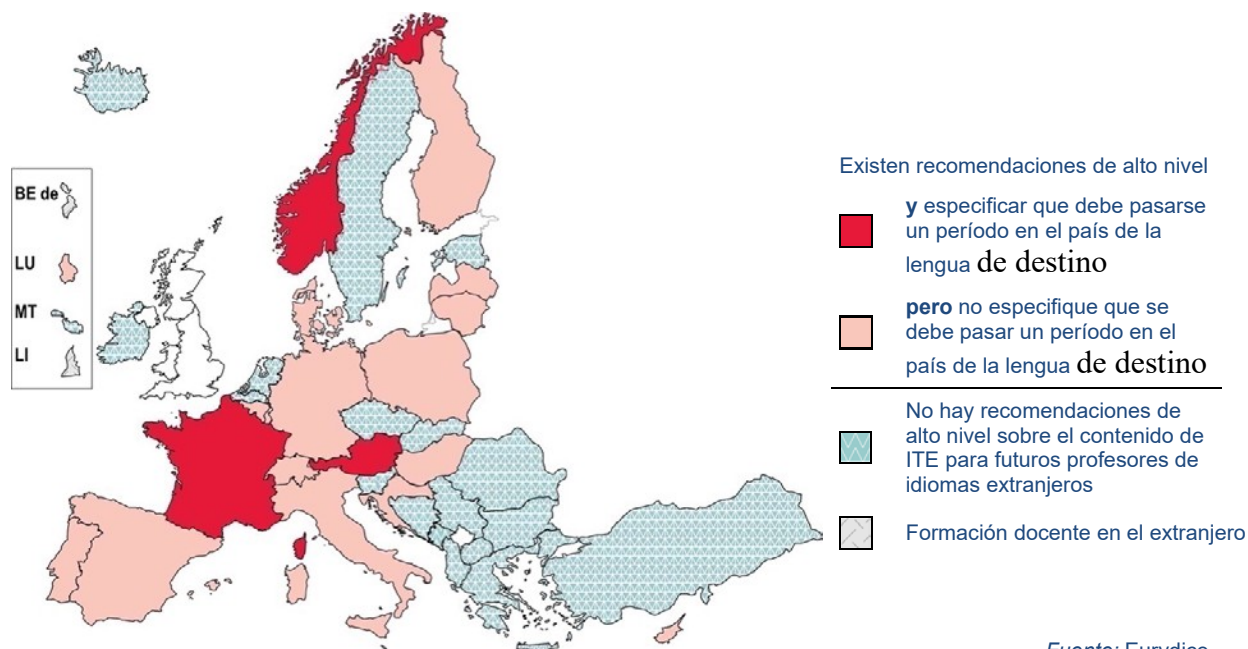 BE de
LU
MT
LI
Existen recomendaciones de alto nivel
y especificar que debe pasarse
un período en el país de la
lengua de destino
pero no especifique que se
debe pasar un período en el
país de la lengua de destino
No hay recomendaciones de
alto nivel sobre el contenido de
ITE para futuros profesores de
idiomas extranjeros
Formación docente en el extranjero
Fuente: Eurydice